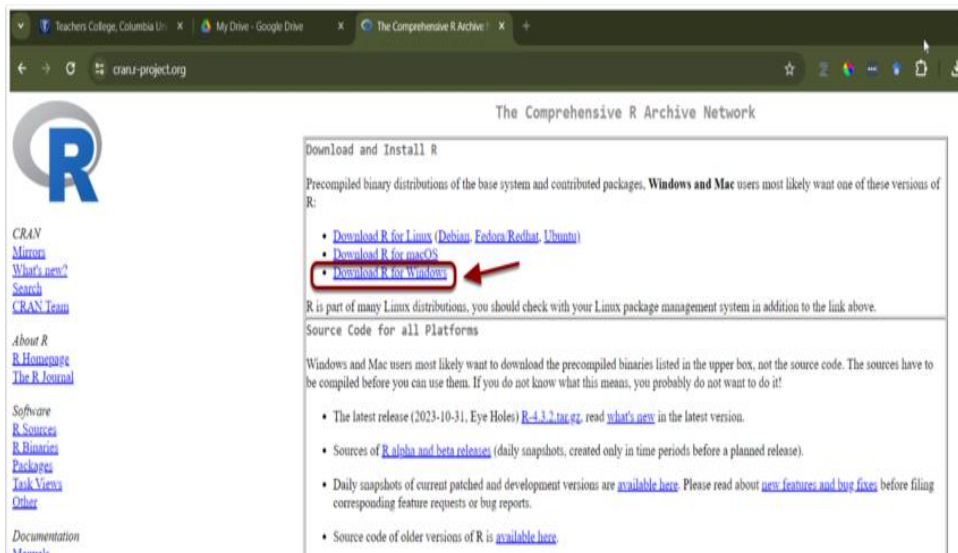 Teachers College, Columbia Un
My Drive - Google Drive
The Comprehensive R Archive
cran.r-project.org
R
CRAN
Mirrors
What's new?
Search
CRAN Team
About R
R Homepage
The R Journal
Software
R Sources
R Binaries
Packages
Task Views
Other
Documentation
Manuals
The Comprehensive R Archive Network
Download and Install R
Precompiled binary distributions of the base system and contributed packages, Windows and Mac users most likely want one of these versions of
R:
Download R for Linux (Debian, Fedora/Redhat, Ubuntu)
Download R for macOS
Download R for Windows
R is part of many Linux distributions, you should check with your Linux package management system in addition to the link above.
Source Code for all Platforms
Windows and Mac users most likely want to download the precompiled binaries listed in the upper box, not the source code. The sources have to
be compiled before you can use them. If you do not know what this means, you probably do not want to do it!
The latest release (2023-10-31, Eye Holes) R-4.3.2.tar.gz, read what's new in the latest version.
Sources of R alpha and beta releases (daily snapshots, created only in time periods before a planned release).
Daily snapshots of current patched and development versions are available here. Please read about new features and bug fixes before filing
corresponding feature requests or bug reports.
Source code of older versions of R is available here.